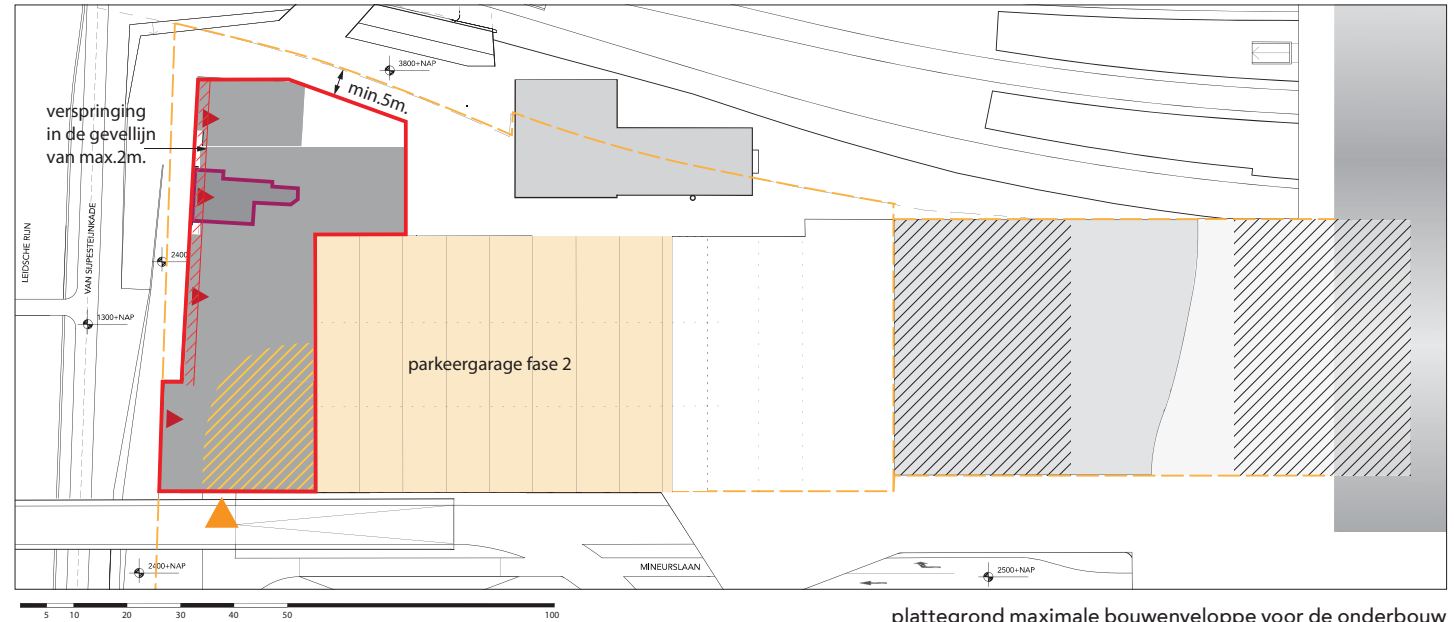 3800+NAP
min.5m.
verspringing
in de gevellijn
van max.2m.
LEIDSCHE RIJN
VAN SIJPESTEIJNKADE
2400
1300+NAP
parkeergarage fase 2
2400+NAP
MINEURSLAAN
2500+NAP
5 10 20 30 40 50 100
plattegrond maximale bouwenveloppe voor de onderbouw